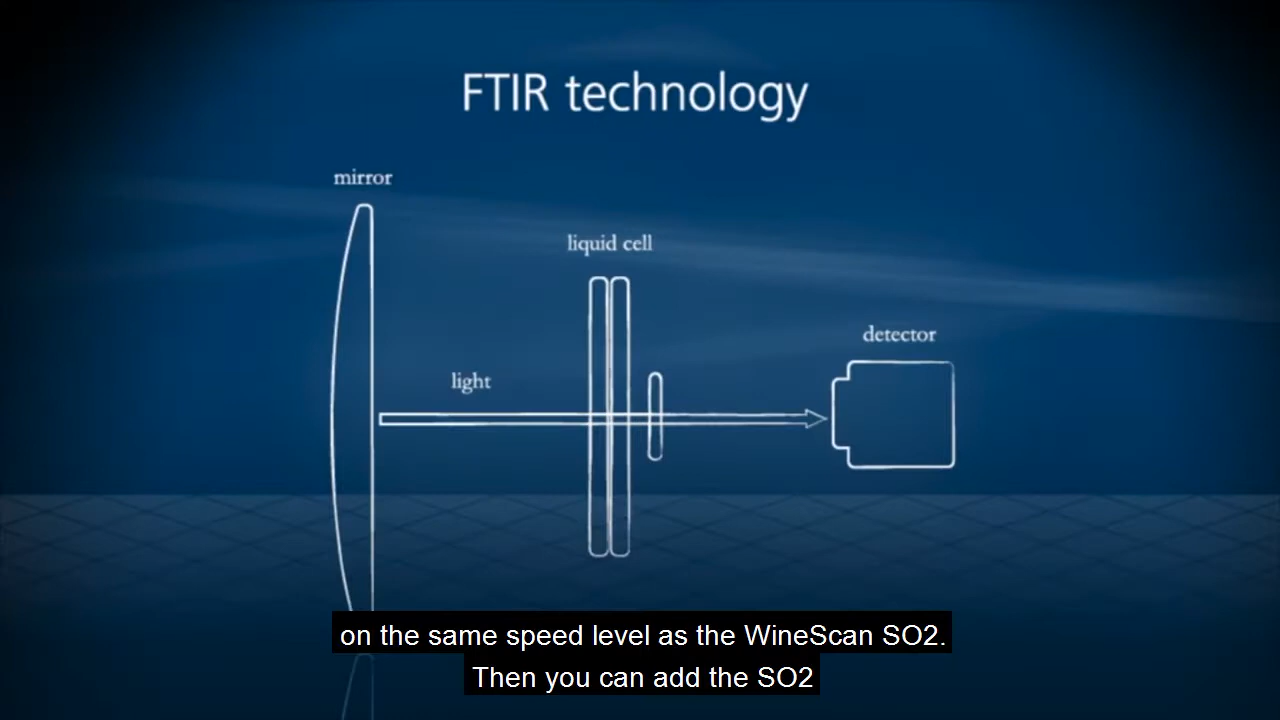 FTIR technology
mirror
liquid cell
detector
light
on the same speed level as the WineScan SO2.
Then you can add the SO2